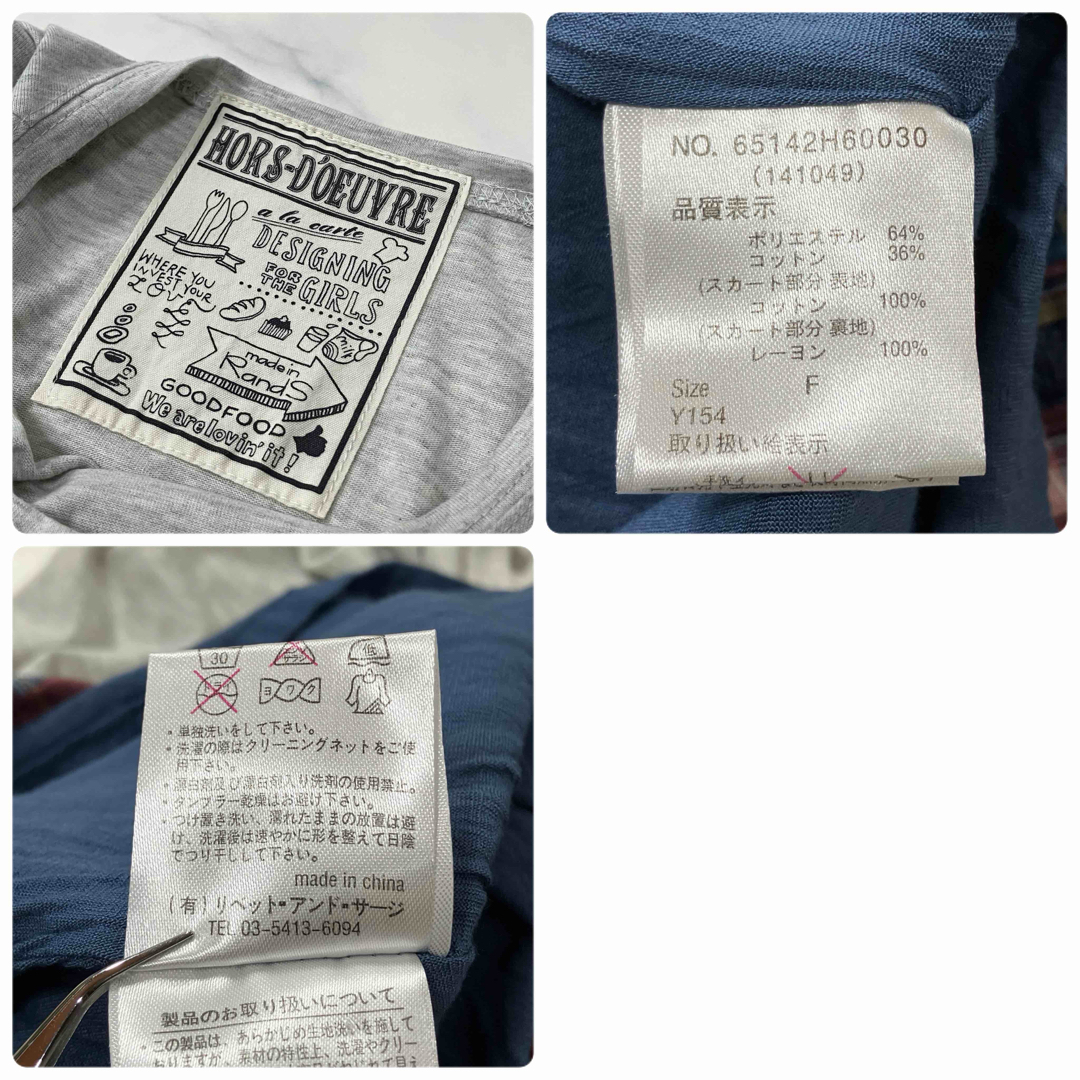 HORS-D'OEUVRE
a la carte
DESIGNING
FOR THE GIRLS
WHERE YOU
INVEST YOUR
LOVE
made in
RandS
GOODFOOD
We are lovin' it!
NO. 65142H60030
(141049)
品質表示
ポリエステル 64%
コットン 36%
(スカート部分 表地)
コットン 100%
スカート部分 裏地)
レーヨン 100%
Size F
Y154
取り扱い絵表示
30 低
ドライ ヨワク
・単独洗いをして下さい。
・洗濯の際はクリーニングネットをご使
用下さい。
・漂白剤及び漂白剤入り洗剤の使用禁止。
・タンブラー乾燥はお避け下さい。
・つけ置き洗い、濡れたままの放置は避
け、洗濯後は速やかに形を整えて日陰
でつり干しして下さい。
made in china
(有)リベット・アンド・サージ
TEL 03-5413-6094
製品のお取り扱いについて
・この製品は、あらかじめ生地洗いを施して
おりますが、素材の特性上、洗濯やクリー